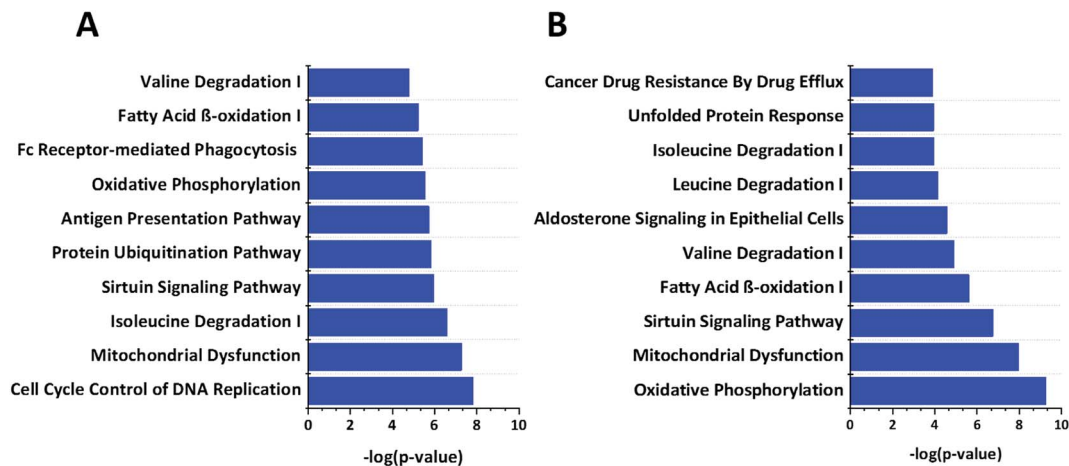 A
Valine Degradation I
Fatty Acid ß-oxidation I
Fc Receptor-mediated Phagocytosis
Oxidative Phosphorylation
Antigen Presentation Pathway
Protein Ubiquitination Pathway
Sirtuin Signaling Pathway
Isoleucine Degradation I
Mitochondrial Dysfunction
Cell Cycle Control of DNA Replication
0 2 4 6 8 10
-log(p-value)
B
Cancer Drug Resistance By Drug Efflux
Unfolded Protein Response
Isoleucine Degradation I
Leucine Degradation I
Aldosterone Signaling in Epithelial Cells
Valine Degradation I
Fatty Acid ß-oxidation I
Sirtuin Signaling Pathway
Mitochondrial Dysfunction
Oxidative Phosphorylation
0 2 4 6 8 10
-log(p-value)